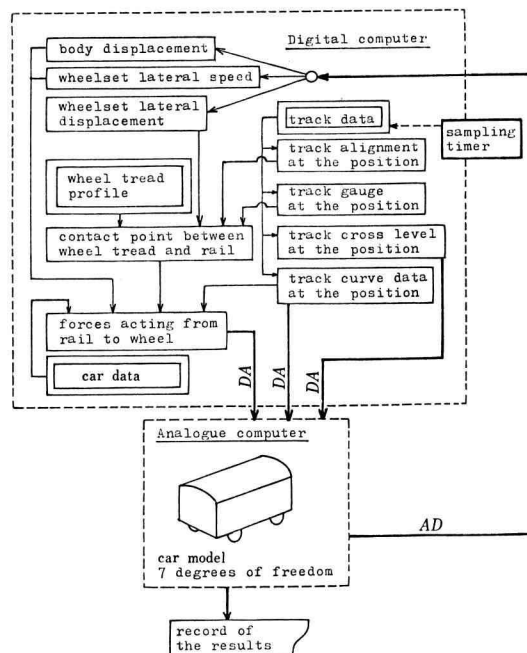 Digital computer
body displacement
wheelset lateral speed
wheelset lateral
displacement
track data
sampling
timer
track alignment
at the position
wheel tread
profile
track gauge
at the position
contact point between
wheel tread and rail
track cross level
at the position
track curve data
at the position
forces acting from
rail to wheel
car data
DA
DA
DA
Analogue computer
car model
7 degrees of freedom
AD
record of
the results